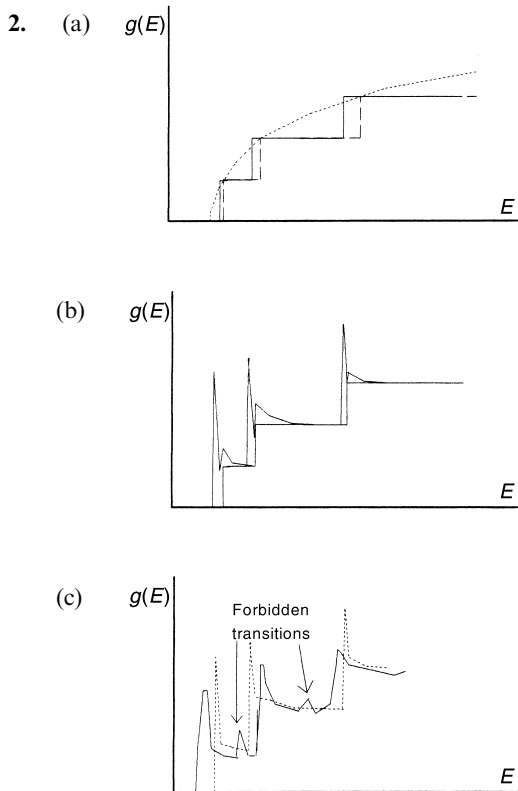 2. (a) g(E)
E
(b) g(E)
E
(c) g(E)
Forbidden
transitions
E